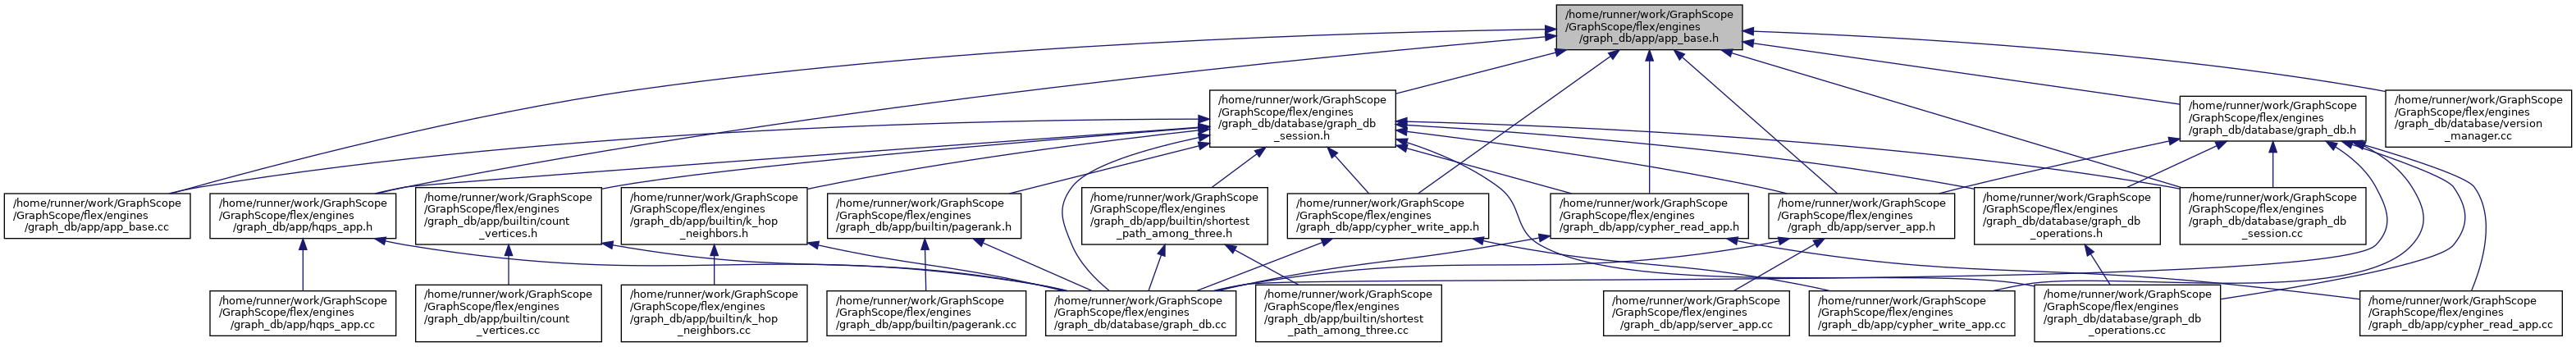 /home/runner/work/GraphScope
/GraphScope/flex/engines
/graph_db/app/app_base.h
/home/runner/work/GraphScope
/GraphScope/flex/engines
/graph_db/database/graph_db
_session.h
/home/runner/work/GraphScope
/GraphScope/flex/engines
/graph_db/database/graph_db.h
/home/runner/work/GraphScope
/GraphScope/flex/engines
/graph_db/database/version
_manager.cc
/home/runner/work/GraphScope
/GraphScope/flex/engines
/graph_db/app/app_base.cc
/home/runner/work/GraphScope
/GraphScope/flex/engines
/graph_db/app/hqps_app.h
/home/runner/work/GraphScope
/GraphScope/flex/engines
/graph_db/app/builtin/count
_vertices.h
/home/runner/work/GraphScope
/GraphScope/flex/engines
/graph_db/app/builtin/k_hop
_neighbors.h
/home/runner/work/GraphScope
/GraphScope/flex/engines
/graph_db/app/builtin/pagerank.h
/home/runner/work/GraphScope
/GraphScope/flex/engines
/graph_db/app/builtin/shortest
_path_among_three.h
/home/runner/work/GraphScope
/GraphScope/flex/engines
/graph_db/app/cypher_write_app.h
/home/runner/work/GraphScope
/GraphScope/flex/engines
/graph_db/app/cypher_read_app.h
/home/runner/work/GraphScope
/GraphScope/flex/engines
/graph_db/app/server_app.h
/home/runner/work/GraphScope
/GraphScope/flex/engines
/graph_db/database/graph_db
_operations.h
/home/runner/work/GraphScope
/GraphScope/flex/engines
/graph_db/database/graph_db
_session.cc
/home/runner/work/GraphScope
/GraphScope/flex/engines
/graph_db/app/hqps_app.cc
/home/runner/work/GraphScope
/GraphScope/flex/engines
/graph_db/app/builtin/count
_vertices.cc
/home/runner/work/GraphScope
/GraphScope/flex/engines
/graph_db/app/builtin/k_hop
_neighbors.cc
/home/runner/work/GraphScope
/GraphScope/flex/engines
/graph_db/app/builtin/pagerank.cc
/home/runner/work/GraphScope
/GraphScope/flex/engines
/graph_db/database/graph_db.cc
/home/runner/work/GraphScope
/GraphScope/flex/engines
/graph_db/app/builtin/shortest
_path_among_three.cc
/home/runner/work/GraphScope
/GraphScope/flex/engines
/graph_db/app/server_app.cc
/home/runner/work/GraphScope
/GraphScope/flex/engines
/graph_db/app/cypher_write_app.cc
/home/runner/work/GraphScope
/GraphScope/flex/engines
/graph_db/database/graph_db
_operations.cc
/home/runner/work/GraphScope
/GraphScope/flex/engines
/graph_db/app/cypher_read_app.cc